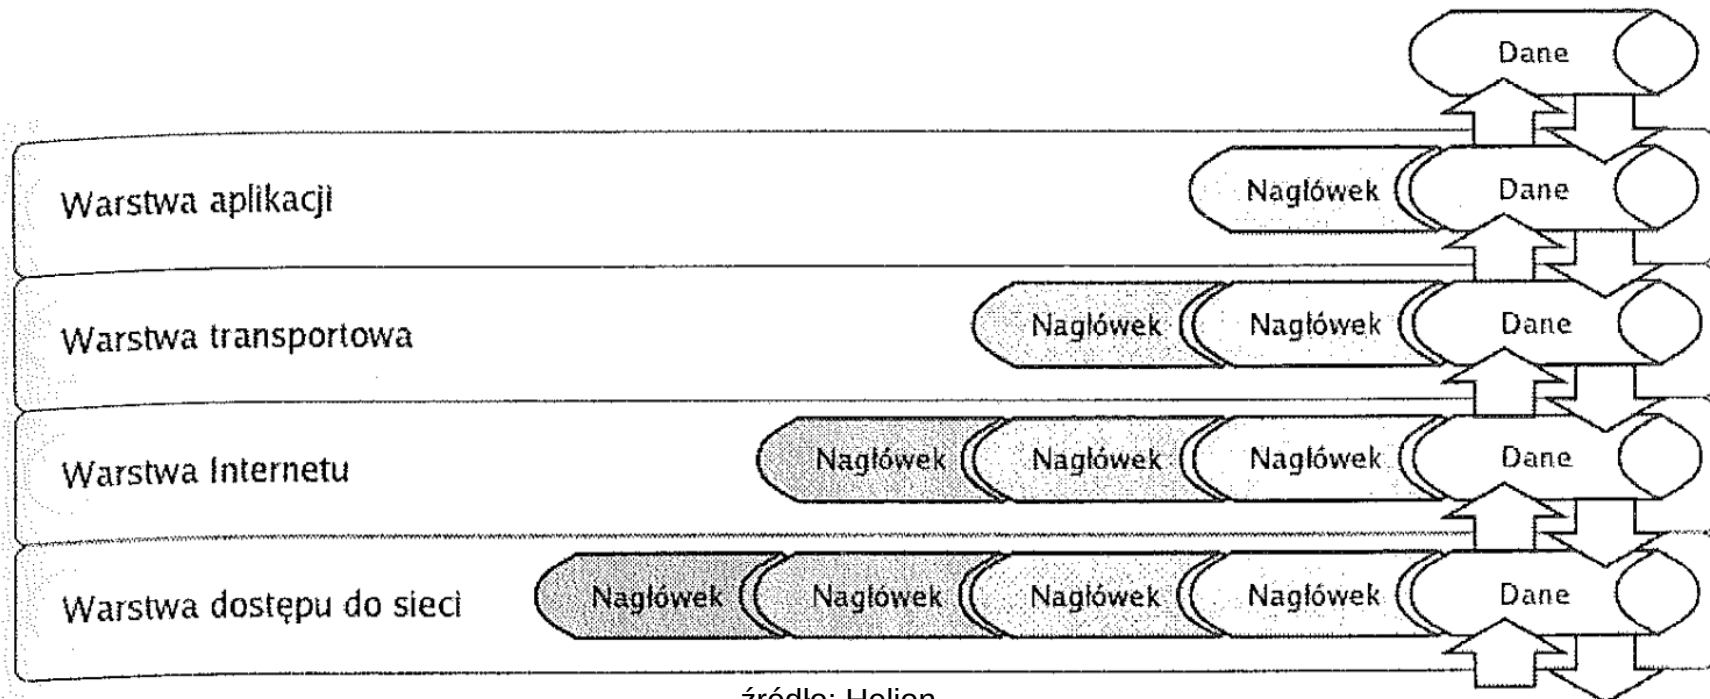 Dane
Warstwa aplikacji Nagłówek Dane
Warstwa transportowa Nagłówek Nagłówek Dane
Warstwa Internetu Nagłówek Nagłówek Nagłówek Dane
Warstwa dostępu do sieci Nagłówek Nagłówek Nagłówek Nagłówek Dane
źródło: Helion